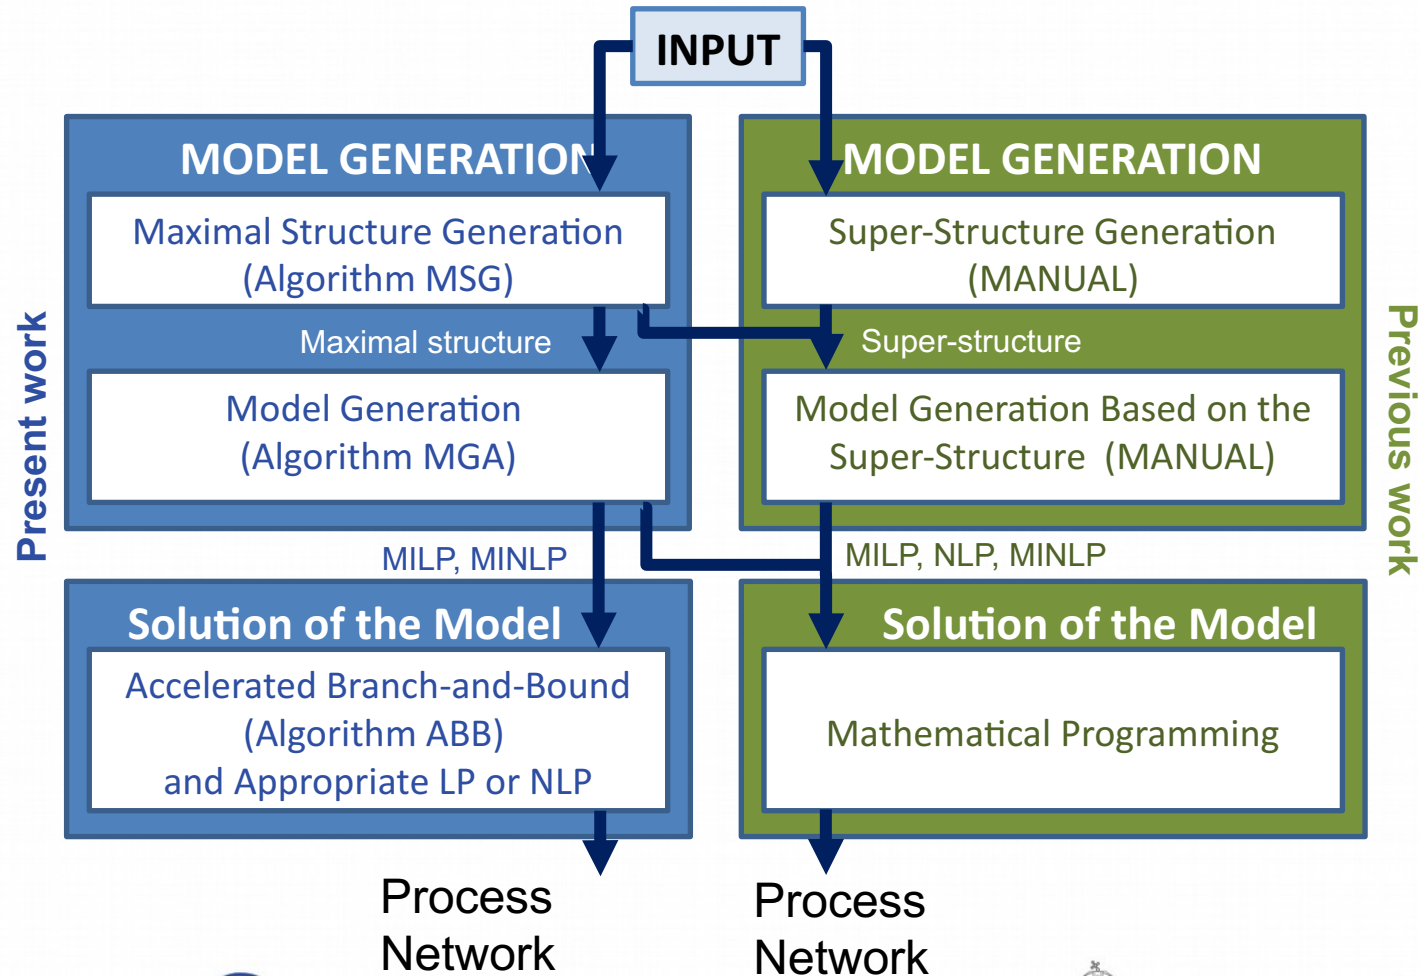 INPUT
Present work
MODEL GENERATION
Maximal Structure Generation
(Algorithm MSG)
Maximal structure
Model Generation
(Algorithm MGA)
MILP, MINLP
Solution of the Model
Accelerated Branch-and-Bound
(Algorithm ABB)
and Appropriate LP or NLP
Process
Network
MODEL GENERATION
Super-Structure Generation
(MANUAL)
Super-structure
Model Generation Based on the
Super-Structure (MANUAL)
MILP, NLP, MINLP
Solution of the Model
Mathematical Programming
Process
Network
Previous work